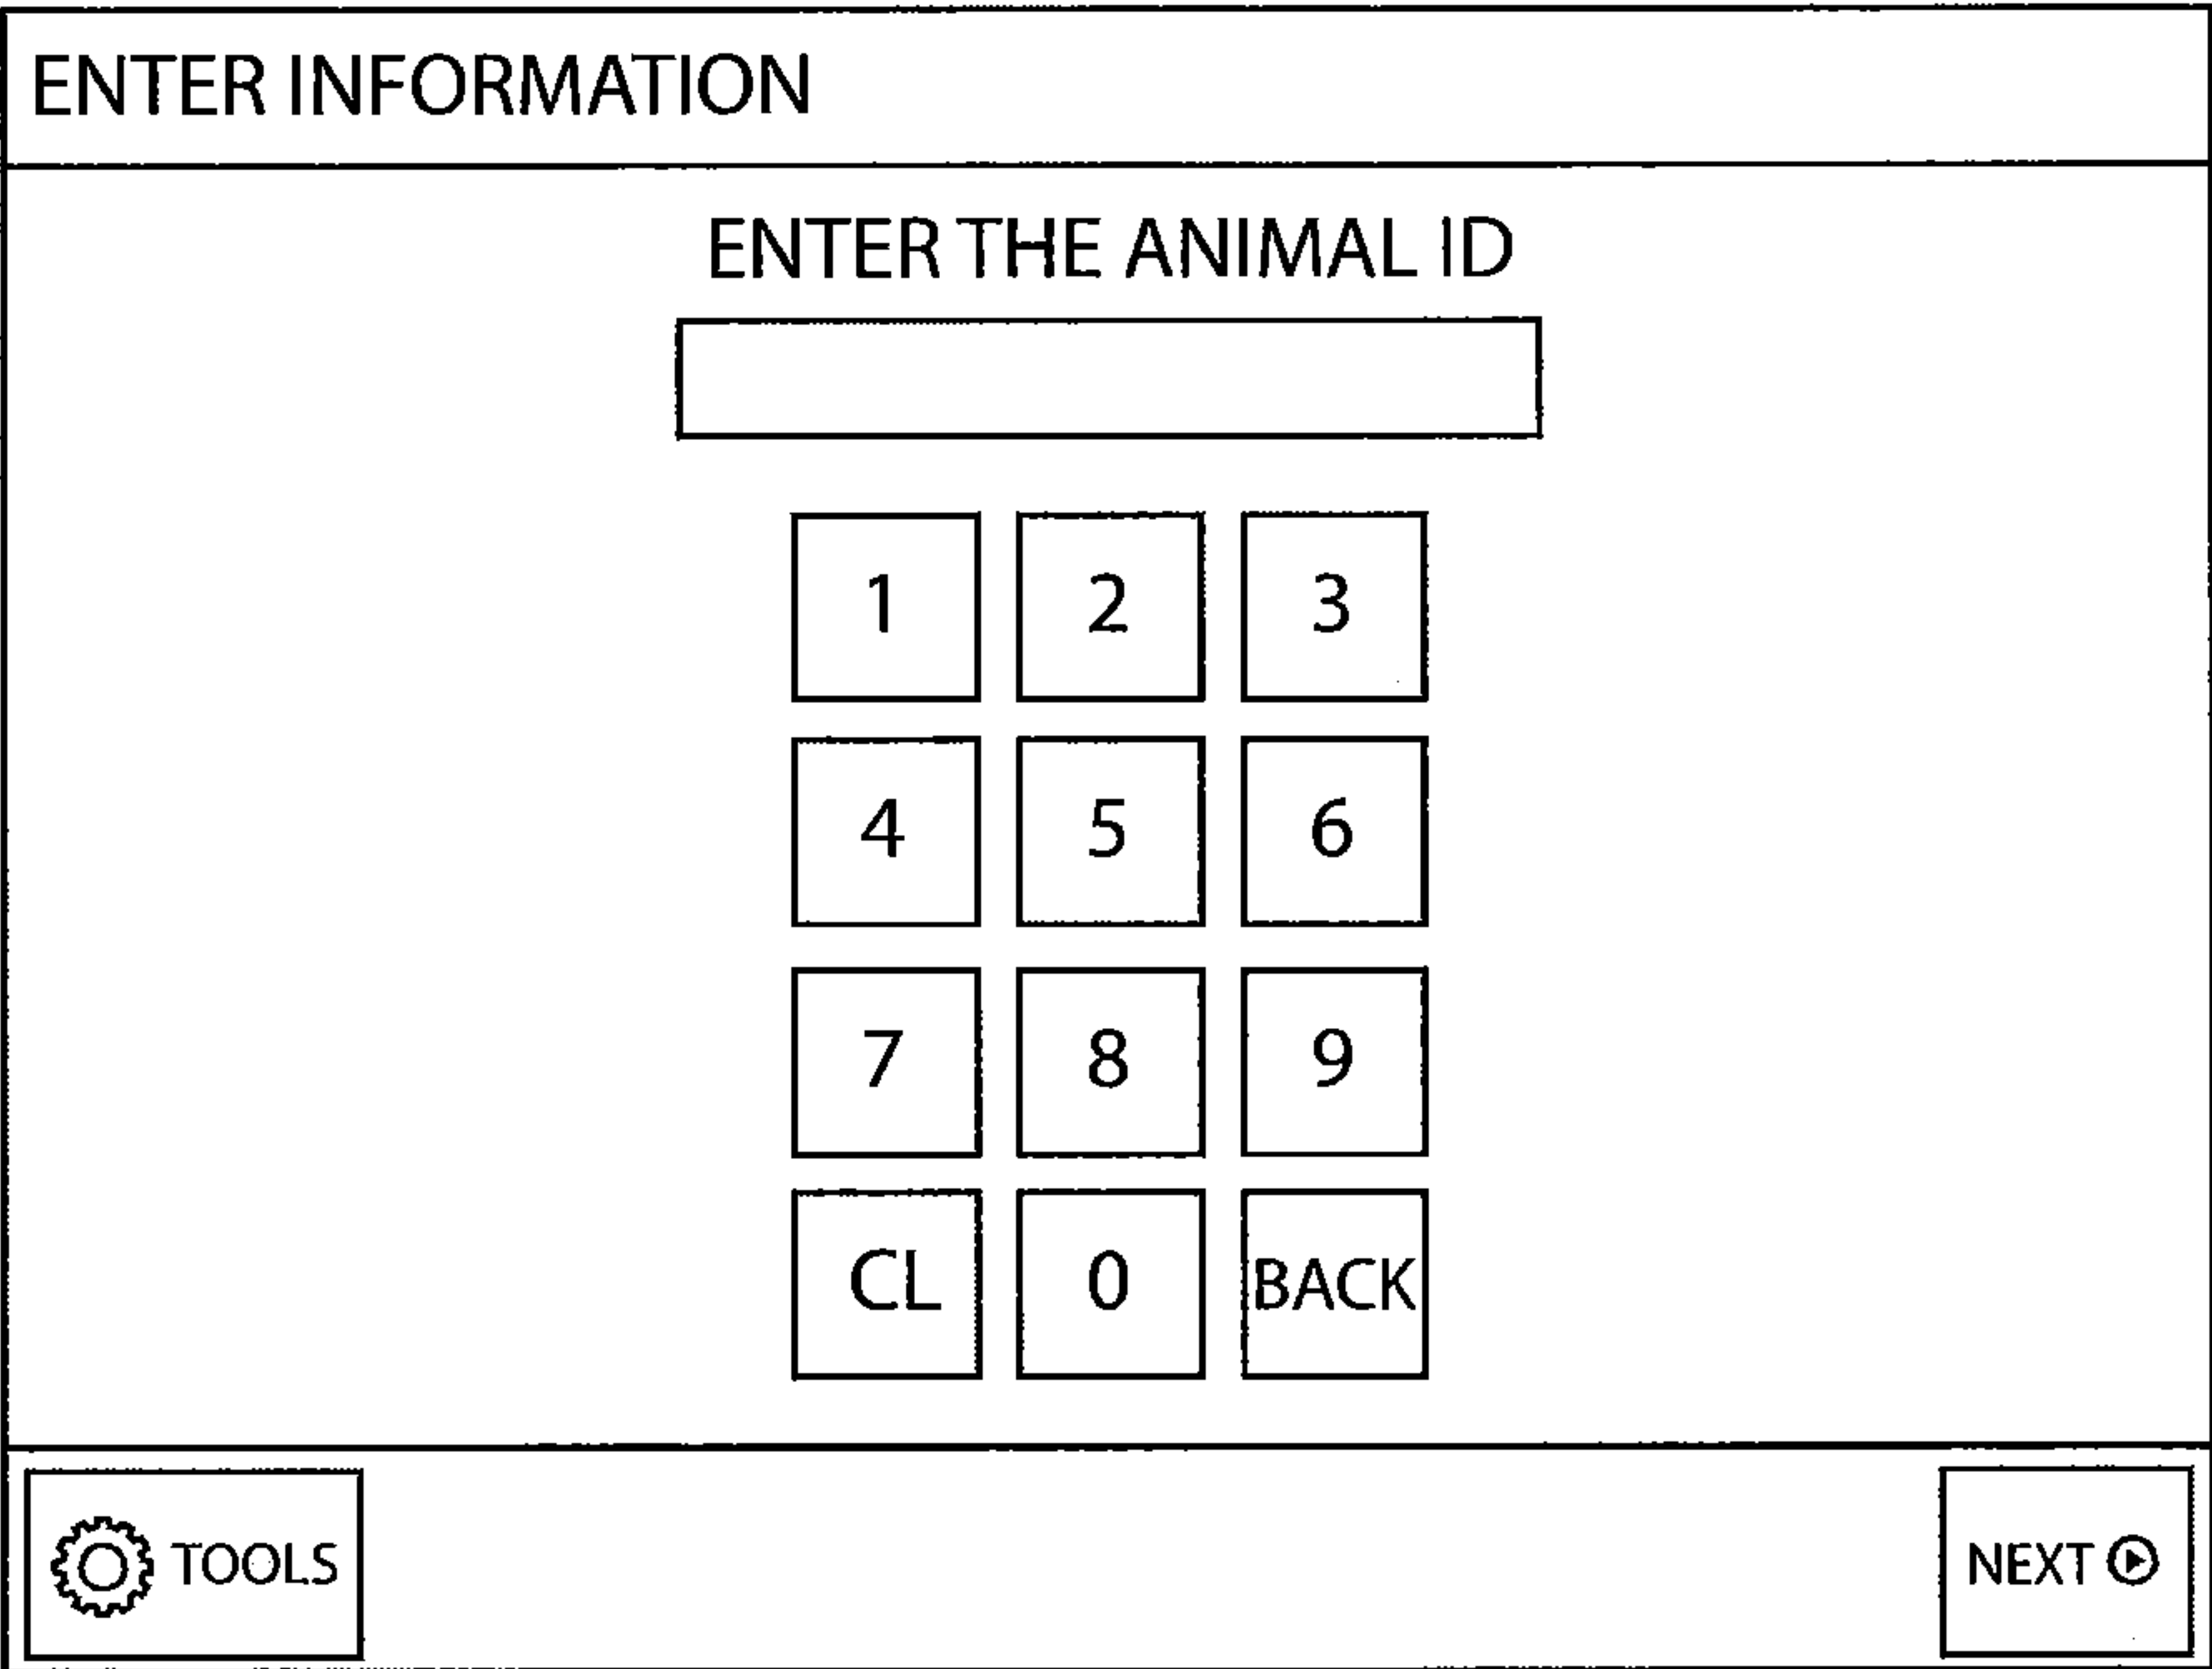 ENTER INFORMATION
ENTER THE ANIMAL ID
1 2 3
4 5 6
7 8 9
CL 0 BACK
TOOLS NEXT